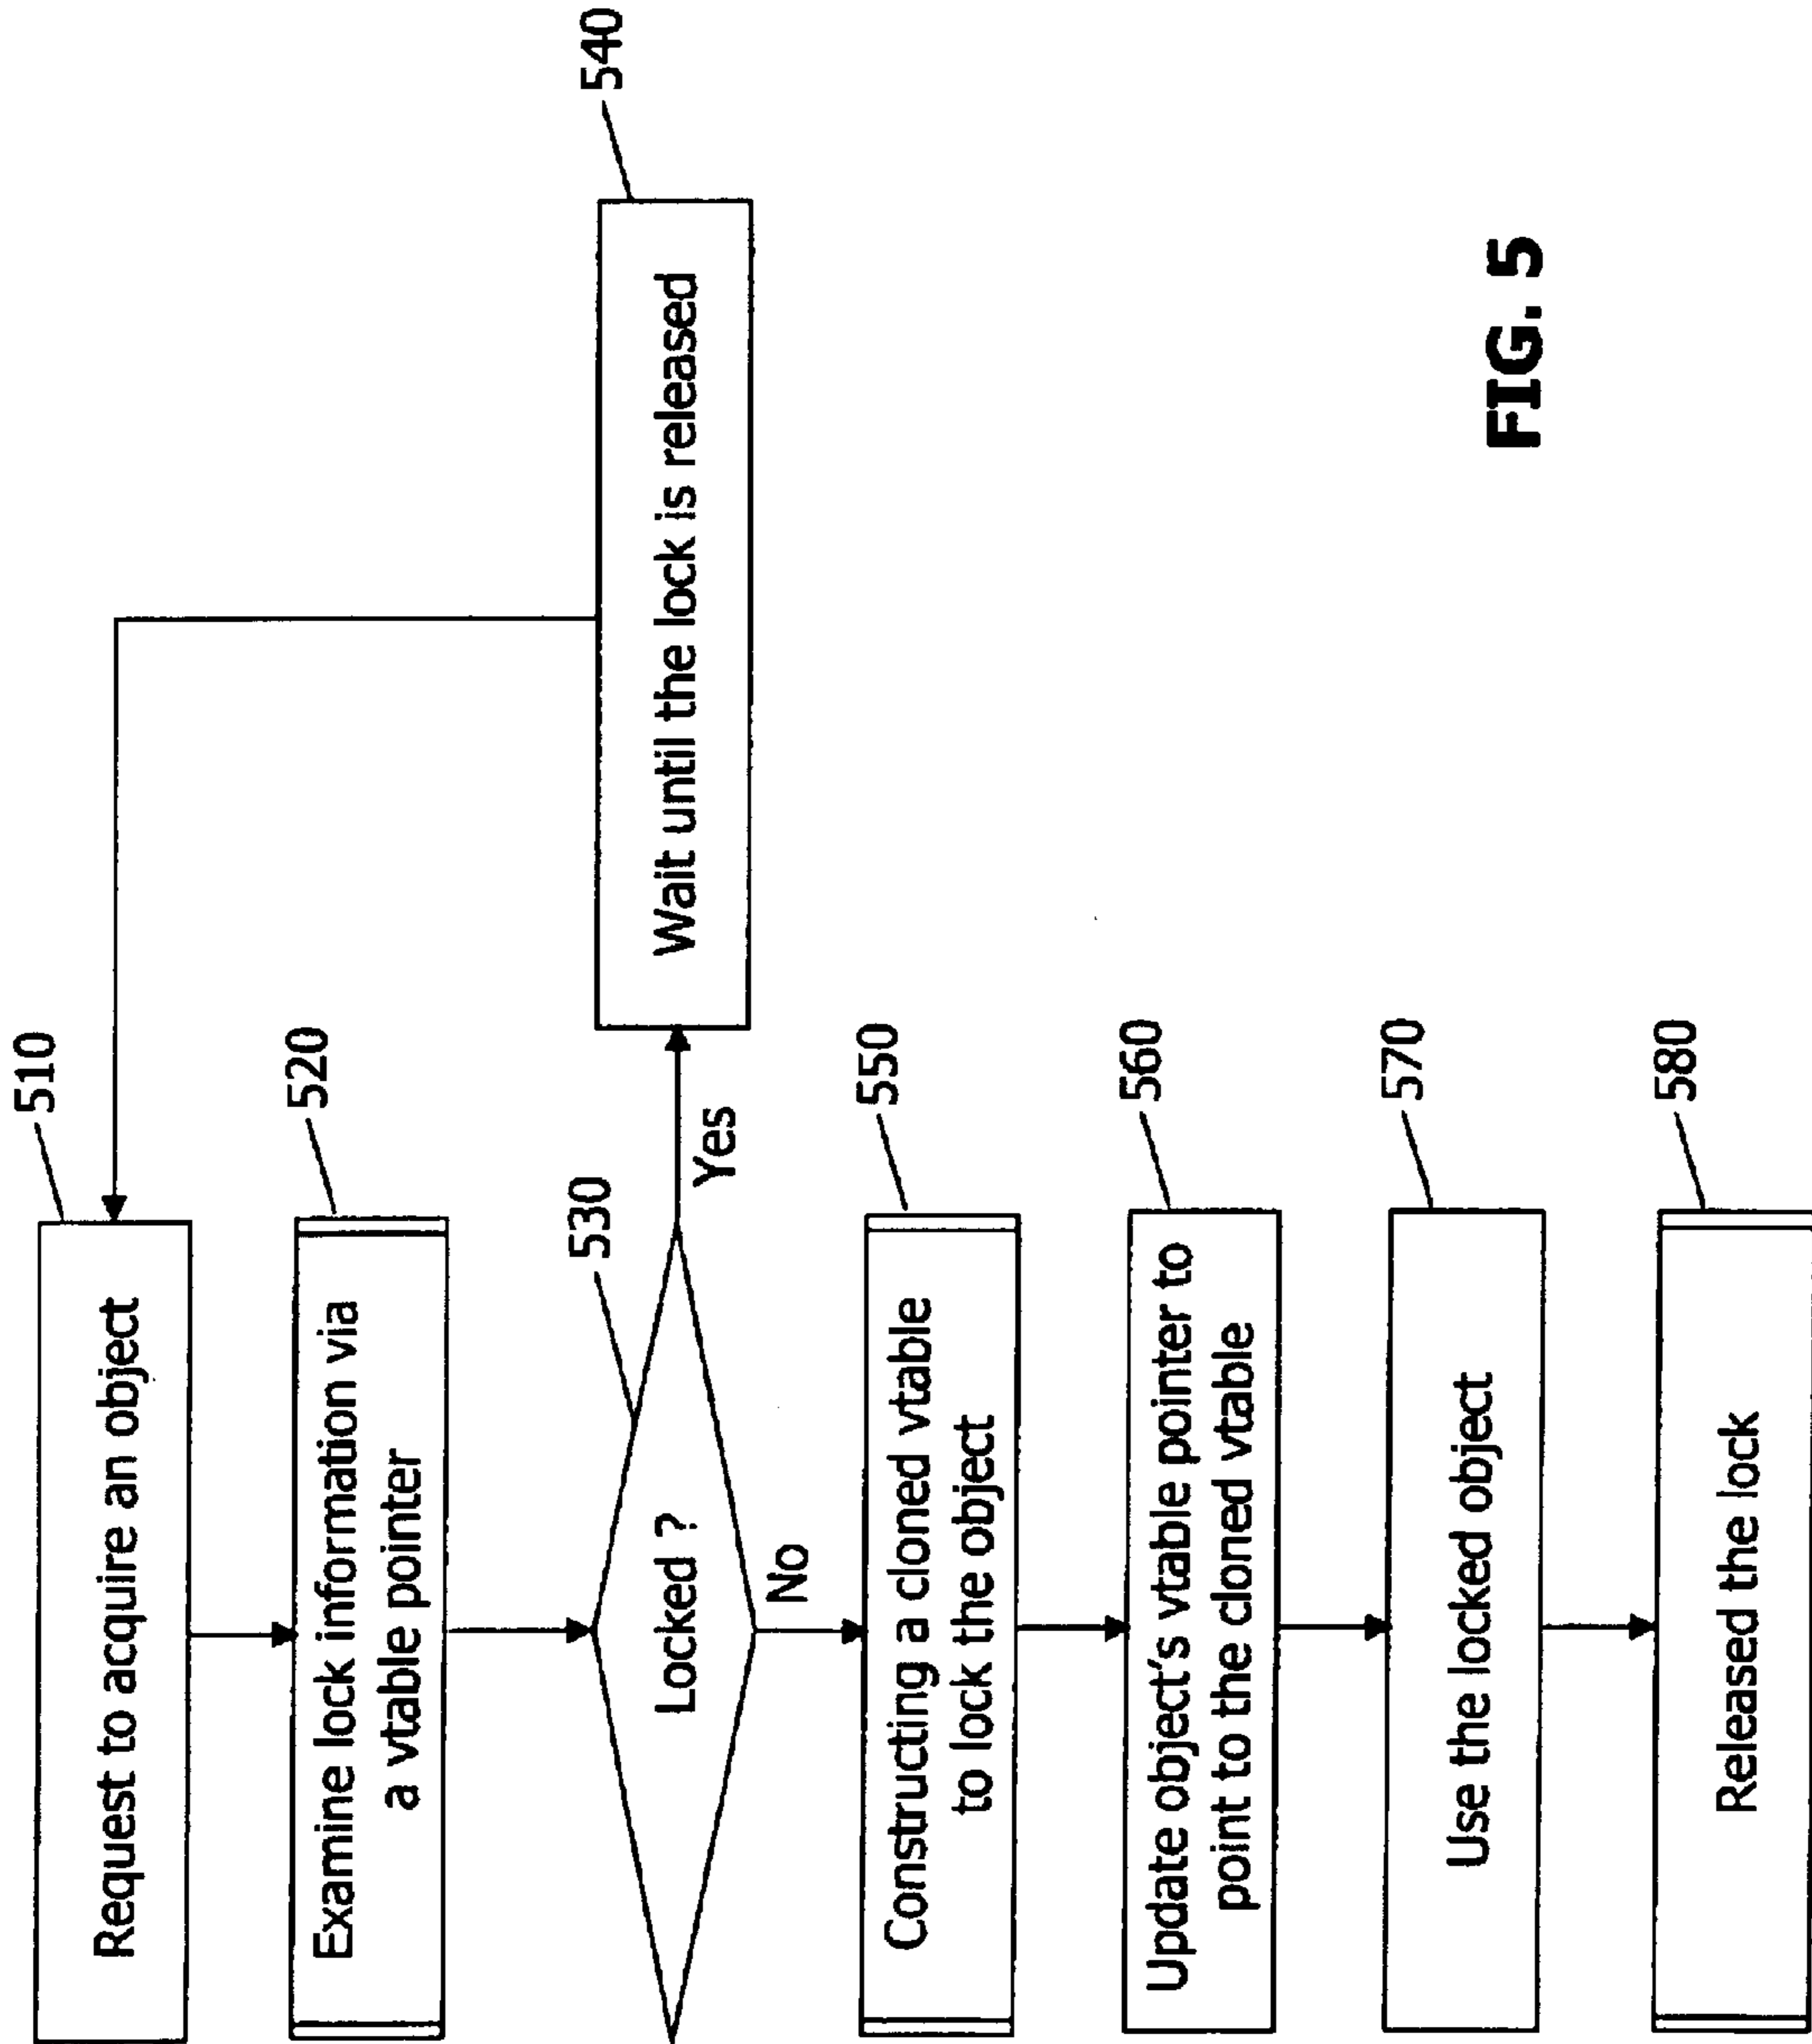 510
Request to acquire an object
520
Examine lock information via
a vtable pointer
530
Locked ?
Yes
540
Wait until the lock is released
No
550
Constructing a cloned vtable
to lock the object
560
Update object's vtable pointer to
point to the cloned vtable
570
Use the locked object
580
Released the lock
FIG. 5